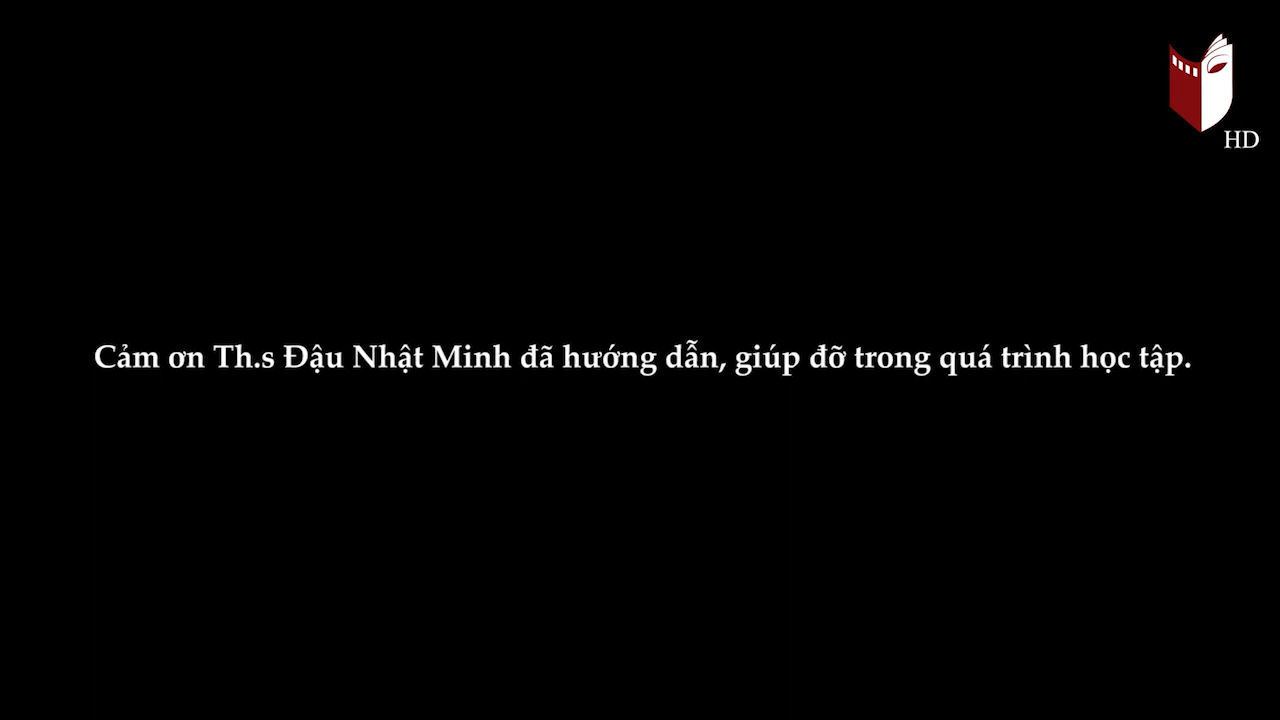 HD
Cảm ơn Th.s Đậu Nhật Minh đã hướng dẫn, giúp đỡ trong quá trình học tập.